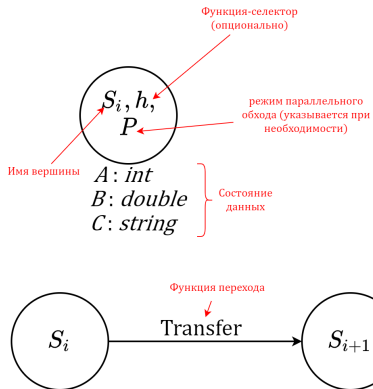 Функция-селектор
(опционально)
S_i, h,
P
режим параллельного
обхода (указывается при
необходимости)
Имя вершины
A : int
B : double
C : string
Состояние
данных
Функция перехода
Transfer
S_i
S_{i+1}